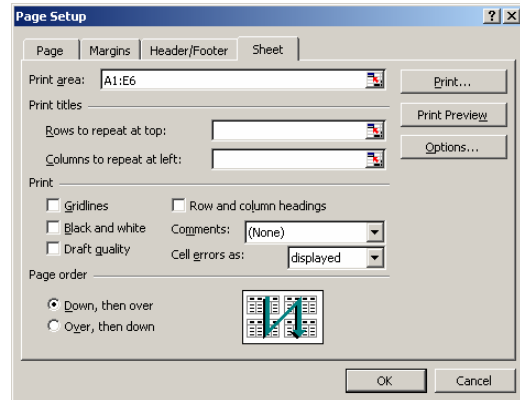 Page Setup
Page Margins Header/Footer Sheet
Print area: A1:E6
Print...
Print titles
Print Preview
Rows to repeat at top:
Options...
Columns to repeat at left:
Print
Gridlines Row and column headings
Black and white Comments: (None)
Draft quality Cell errors as: displayed
Page order
Down, then over
Over, then down
OK Cancel